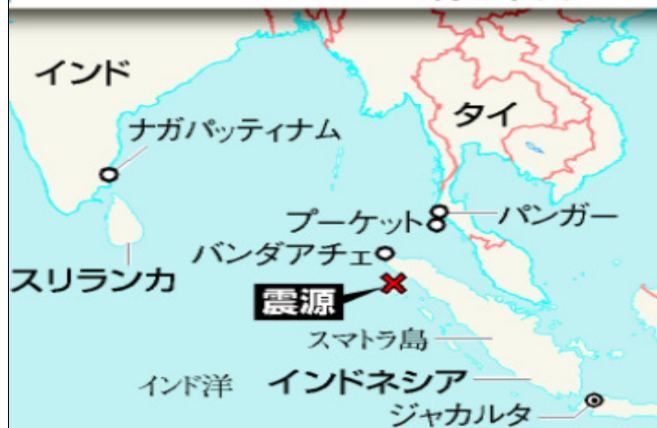 インド
タイ
ナガパッティナム
プーケット
パンガー
バンダアチェ
スリランカ
震源
スマトラ島
インド洋
インドネシア
ジャカルタ